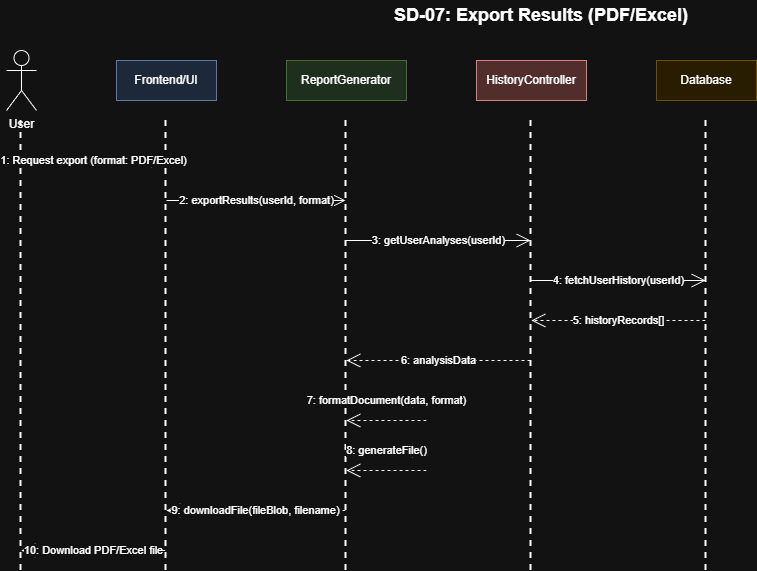 SD-07: Export Results (PDF/Excel)
User
Frontend/UI
ReportGenerator
HistoryController
Database
1: Request export (format: PDF/Excel)
2: exportResults(userId, format)
3: getUserAnalyses(userId)
4: fetchUserHistory(userId)
5: historyRecords[]
6: analysisData
7: formatDocument(data, format)
8: generateFile()
9: downloadFile(fileBlob, filename)
10: Download PDF/Excel file